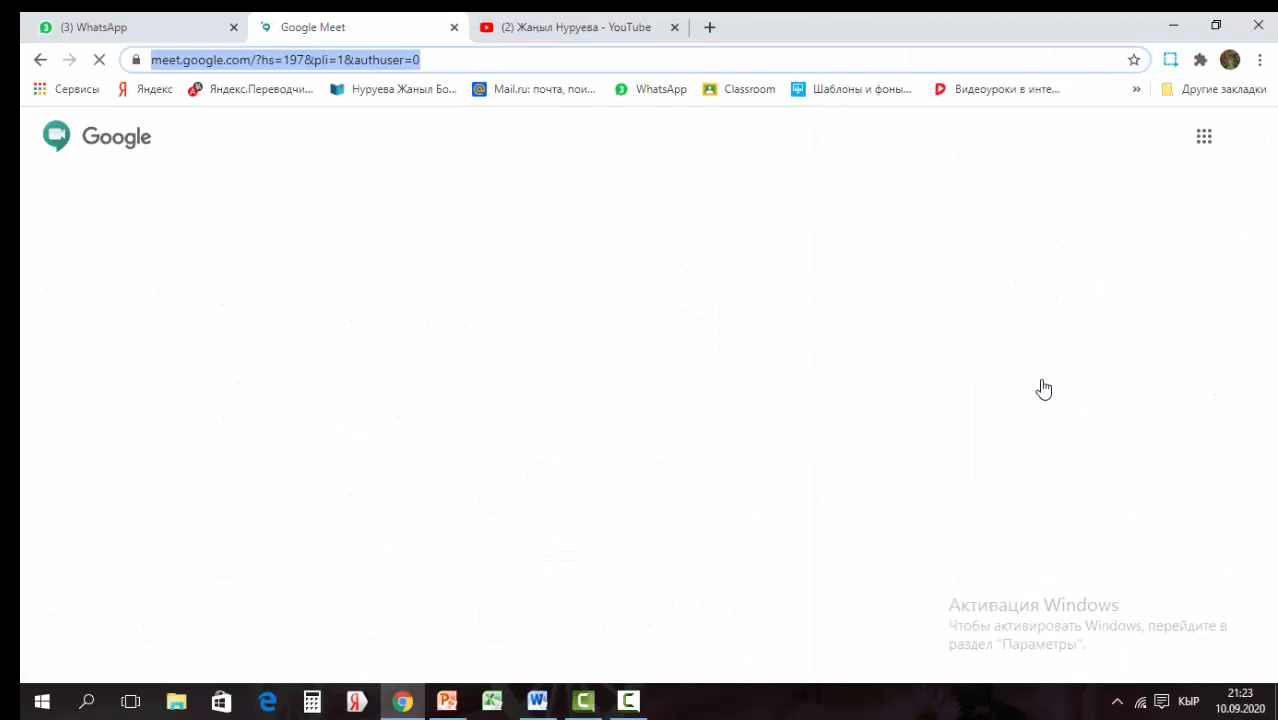 (3) WhatsApp
Google Meet
(2) Жаңыл Нуруева - YouTube
meet.google.com/?hs=197&pli=1&authuser=0
Сервисы
Яндекс
Яндекс.Переводчи...
Нуруева Жаңыл Бо...
Mail.ru: почта, пои...
WhatsApp
Classroom
Шаблоны и фоны...
Видеоуроки в инте...
»
Другие закладки
Google
Активация Windows
Чтобы активировать Windows, перейдите в
раздел "Параметры".
КЫР
21:23
10.09.2020